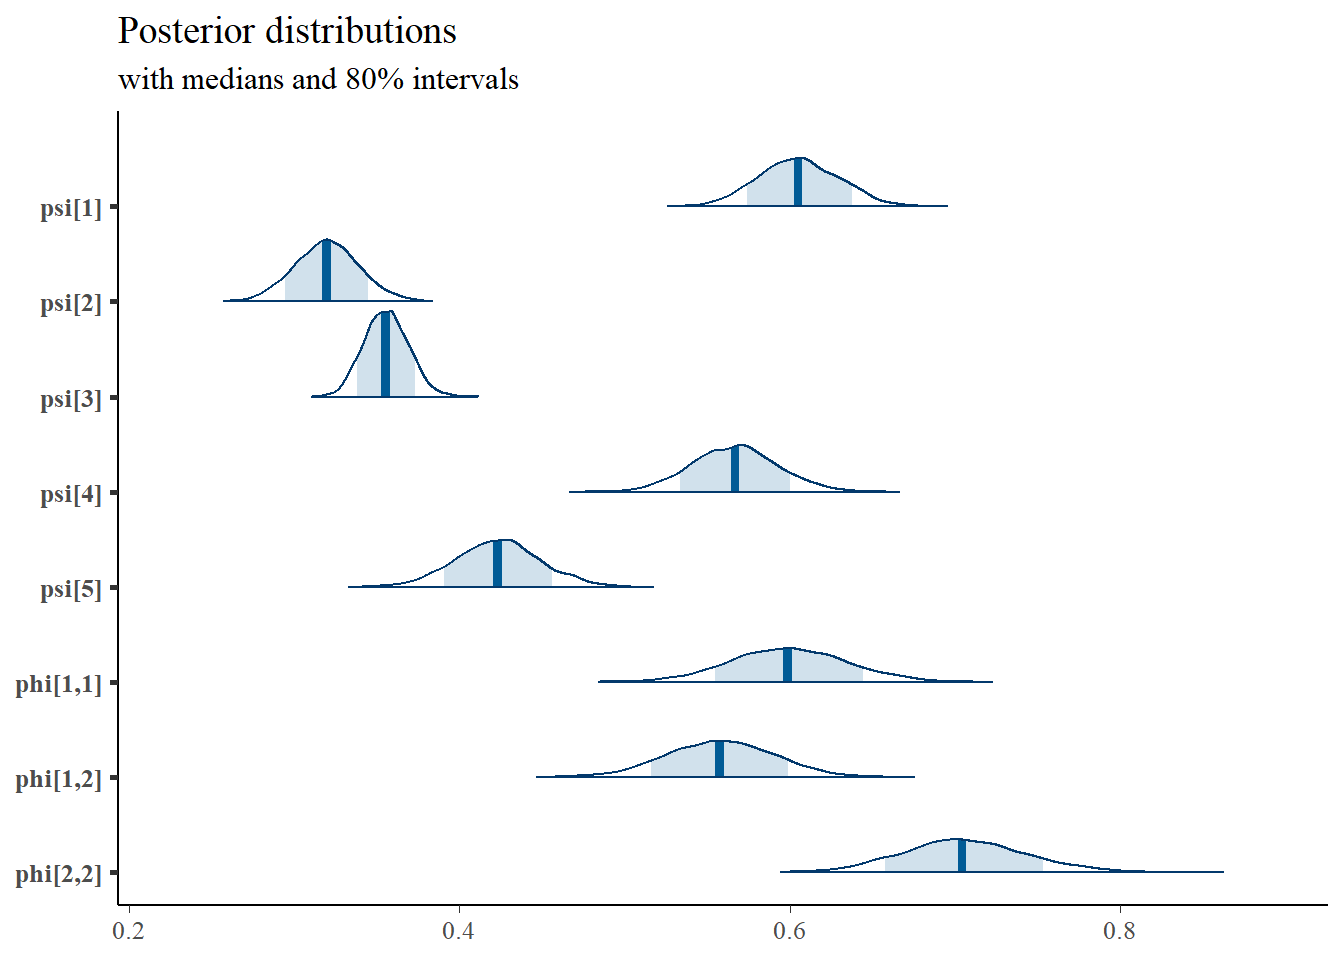 Posterior distributions
with medians and 80% intervals
psi[1]
psi[2]
psi[3]
psi[4]
psi[5]
phi[1,1]
phi[1,2]
phi[2,2]
0.2 0.4 0.6 0.8